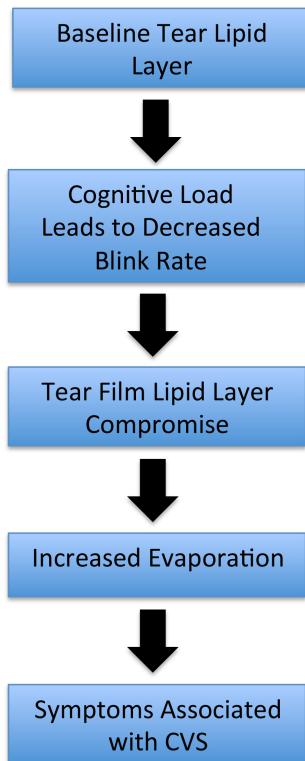 Baseline Tear Lipid
Layer
Cognitive Load
Leads to Decreased
Blink Rate
Tear Film Lipid Layer
Compromise
Increased Evaporation
Symptoms Associated
with CVS